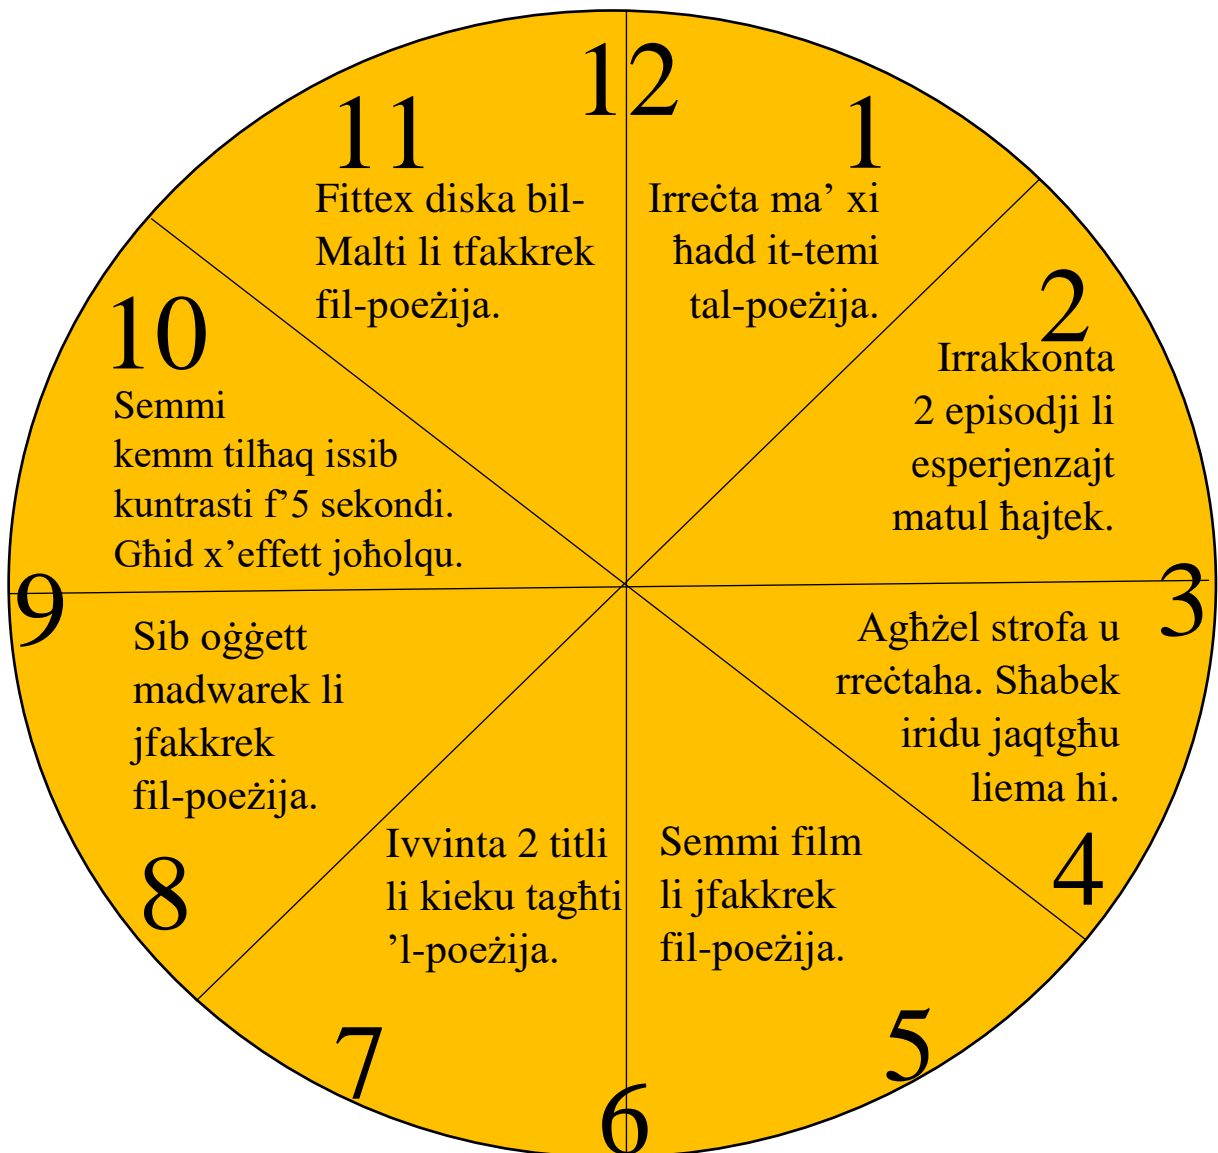 12
1
Irreċta ma’ xi
ħadd it-temi
tal-poeżija.
2
Irrakkonta
2 episodji li
esperjenzajt
matul ħajtek.
3
Agħżel strofa u
rreċtaha. Sħabek
iridu jaqtgħu
liema hi.
4
Semmi film
li jfakkrek
fil-poeżija.
5
6
Ivvinta 2 titli
li kieku tagħti
’l-poeżija.
7
Sib oġġett
madwarek li
jfakkrek
fil-poeżija.
8
9
10
Semmi
kemm tilħaq issib
kuntrasti f’5 sekondi.
Għid x’effett joħolqu.
11
Fittex diska bil-
Malti li tfakkrek
fil-poeżija.